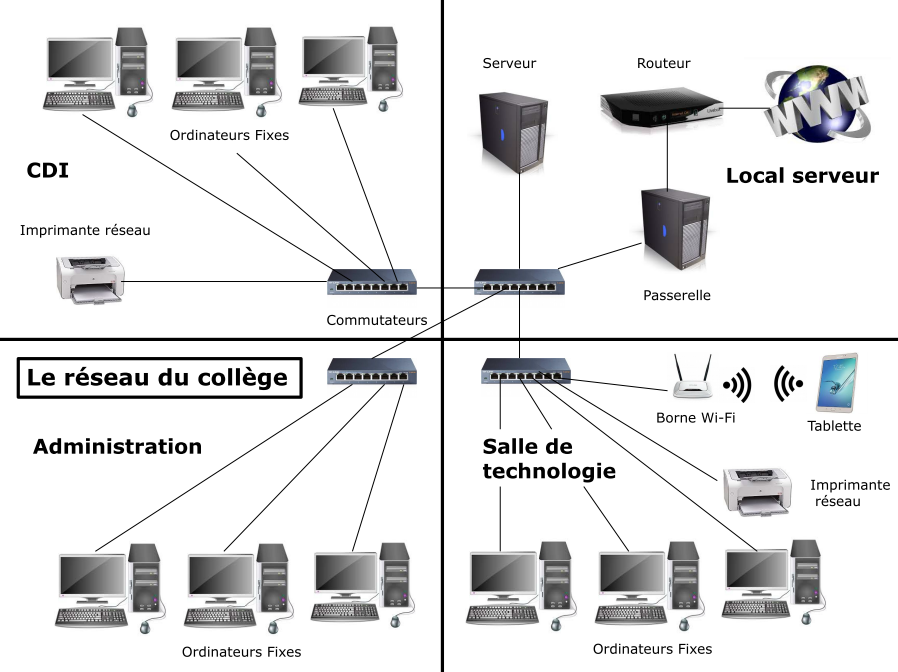 Ordinateurs Fixes
CDI
Imprimante réseau
Commutateurs
Serveur
Routeur
WWW
Local serveur
Passerelle
Le réseau du collège
Administration
Ordinateurs Fixes
Salle de
technologie
Borne Wi-Fi
Tablette
Imprimante
réseau
Ordinateurs Fixes